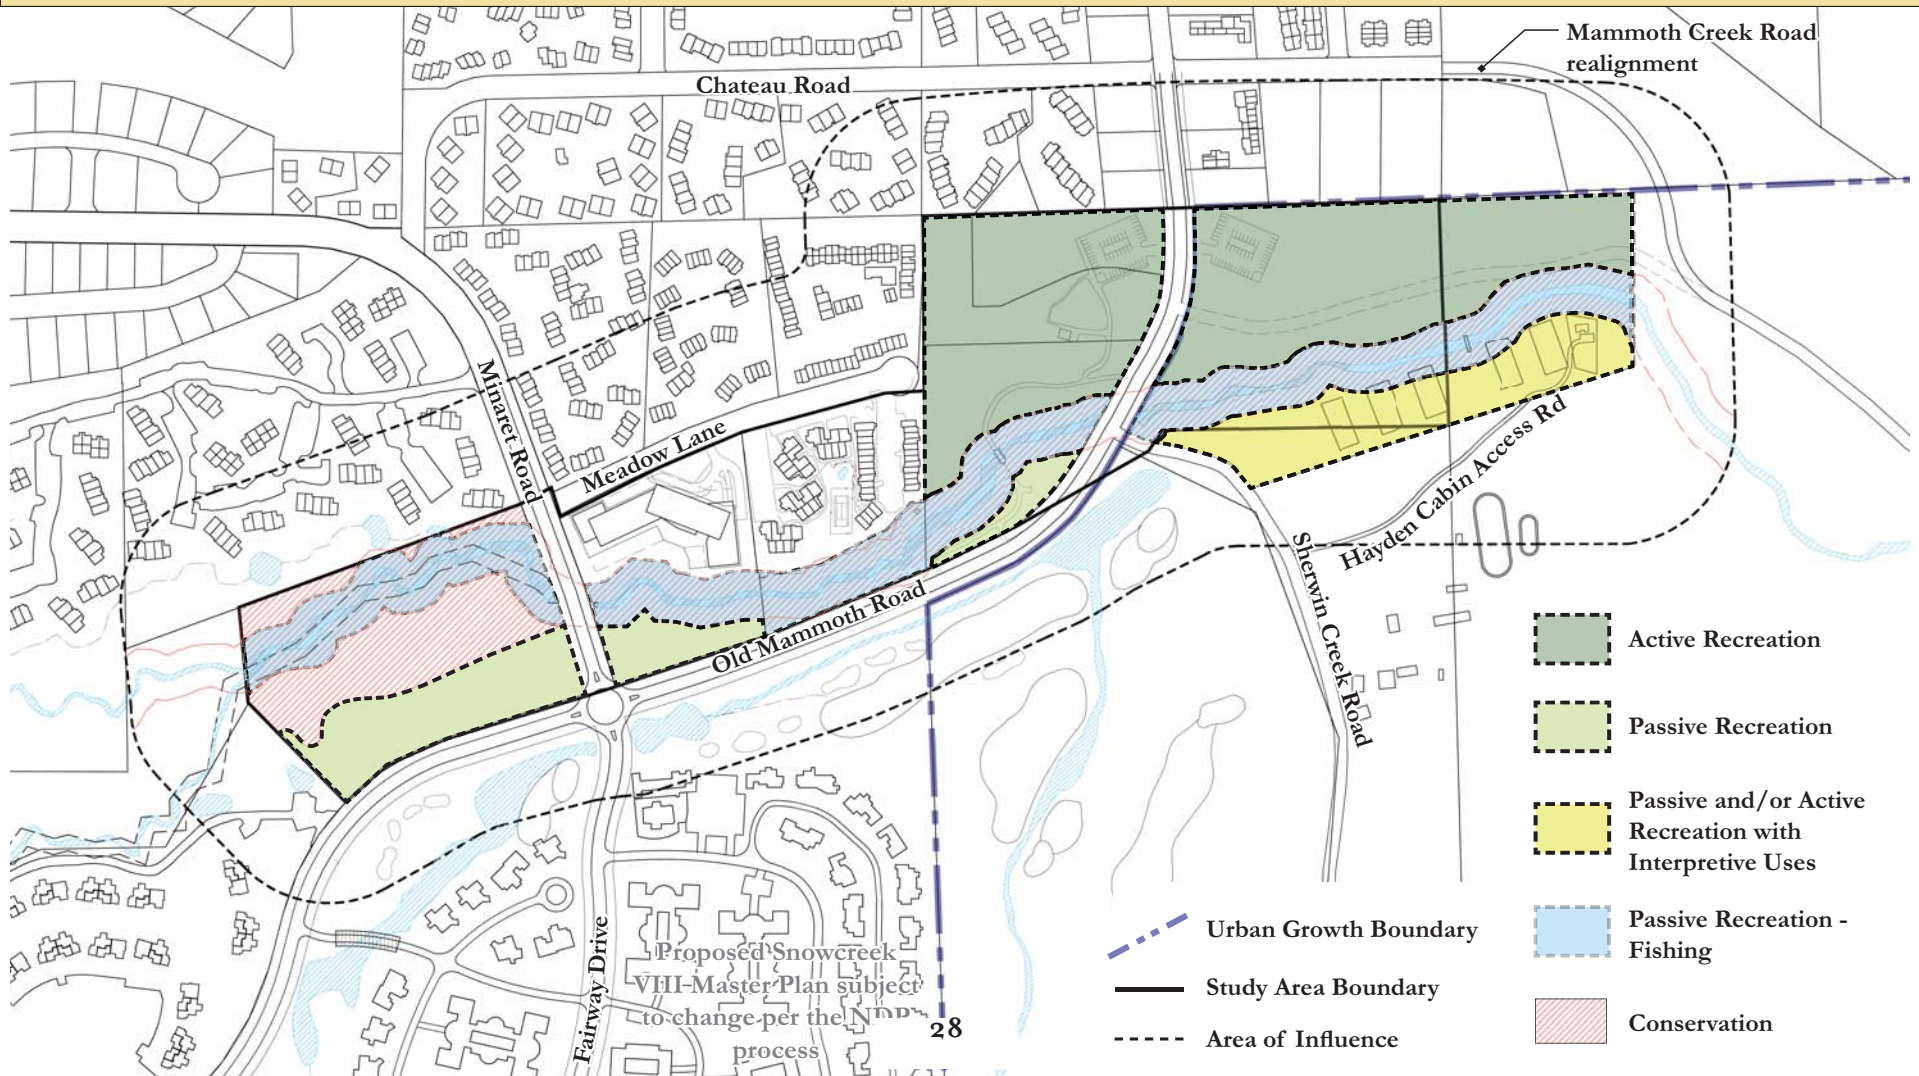 Mammoth Creek Road
realignment
Chateau Road
Minaret Road
Meadow Lane
Hayden Cabin Access Rd
Sherwin Creek Road
Old Mammoth Road
Fairway Drive
Proposed Snowcreek
VIII Master Plan subject
to change per the NDPR
process
28
Active Recreation
Passive Recreation
Passive and/or Active
Recreation with
Interpretive Uses
Passive Recreation -
Fishing
Conservation
Urban Growth Boundary
Study Area Boundary
Area of Influence